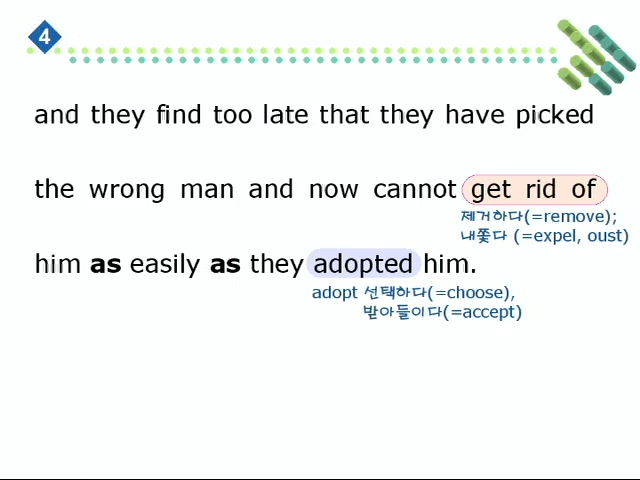 4
and they find too late that they have picked
the wrong man and now cannot get rid of
제거하다(=remove);
내쫓다 (=expel, oust)
him as easily as they adopted him.
adopt 선택하다(=choose),
받아들이다(=accept)